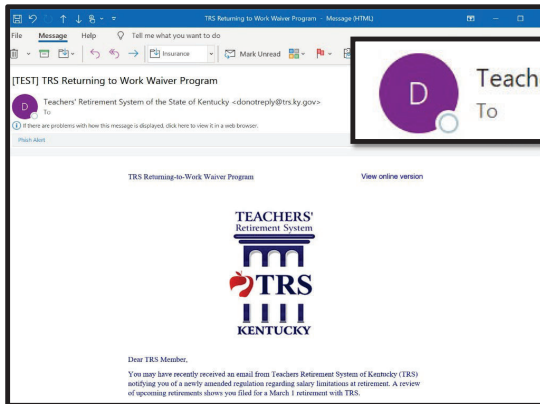 TRS Returning to Work Waiver Program - Message (HTML)
File Message Help Tell me what you want to do
Insurance Mark Unread
[TEST] TRS Returning to Work Waiver Program
D
Teachers' Retirement System of the State of Kentucky <donotreply@trs.ky.gov>
To
If there are problems with how this message is displayed, click here to view it in a web browser.
Phish Alert
D
Teach
To
TRS Returning-to-Work Waiver Program View online version
TEACHERS'
Retirement System
TRS
KENTUCKY
Dear TRS Member,
You may have recently received an email from Teachers Retirement System of Kentucky (TRS)
notifying you of a newly amended regulation regarding salary limitations at retirement. A review
of upcoming retirements shows you filed for a March 1 retirement with TRS.